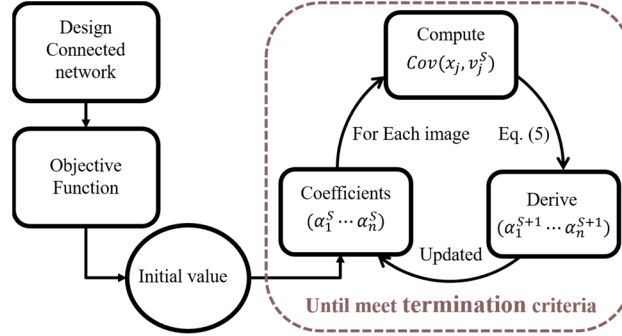 Design
Connected
network
Objective
Function
Initial value
Compute
Cov(x_j, v_j^S)
For Each image
Eq. (5)
Coefficients
(α_1^S ⋯ α_n^S)
Derive
(α_1^{S+1} ⋯ α_n^{S+1})
Updated
Until meet termination criteria